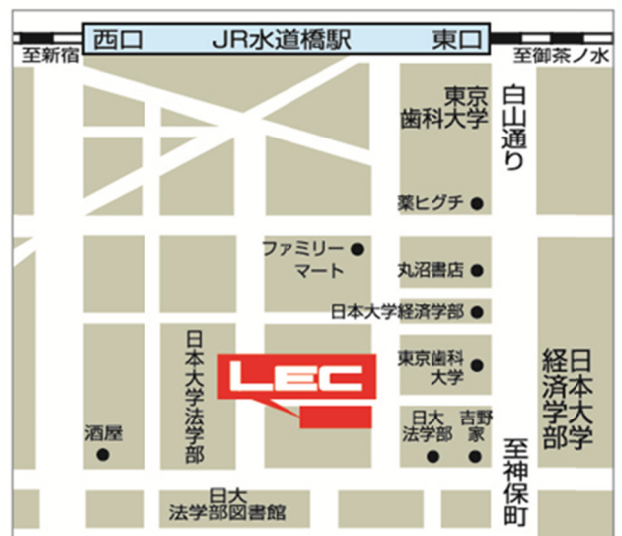 西口
JR水道橋駅
東口
至新宿
至御茶ノ水
東京
歯科大学
白山通り
薬ヒグチ
ファミリー
マート
丸沼書店
日本大学経済学部
日本大学法学部
LEC
東京歯科
大学
日本大学
経済学部
酒屋
日大
法学部
吉野
家
至神保町
日大
法学部図書館